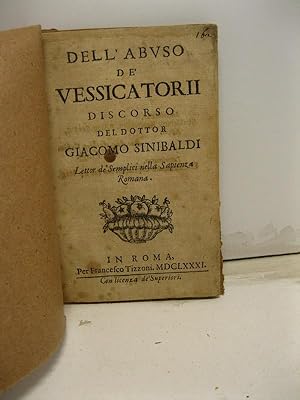 DELL'ABVSO
DE'
VESSICATORII
DISCORSO
DEL DOTTOR
GIACOMO SINIBALDI
Lettor de' Semplici nella Sapienza
Romana.
IN ROMA.
Per Francesco Tizzoni. MDCLXXXI.
Con licenza de' Superiori.